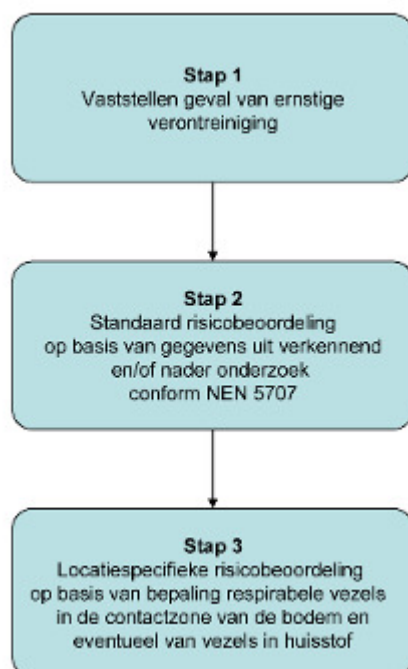 Stap 1
Vaststellen geval van ernstige
verontreiniging
Stap 2
Standaard risicobeoordeling
op basis van gegevens uit verkennend
en/of nader onderzoek
conform NEN 5707
Stap 3
Locatiespecifieke risicobeoordeling
op basis van bepaling respirabele vezels
in de contactzone van de bodem en
eventueel van vezels in huisstof